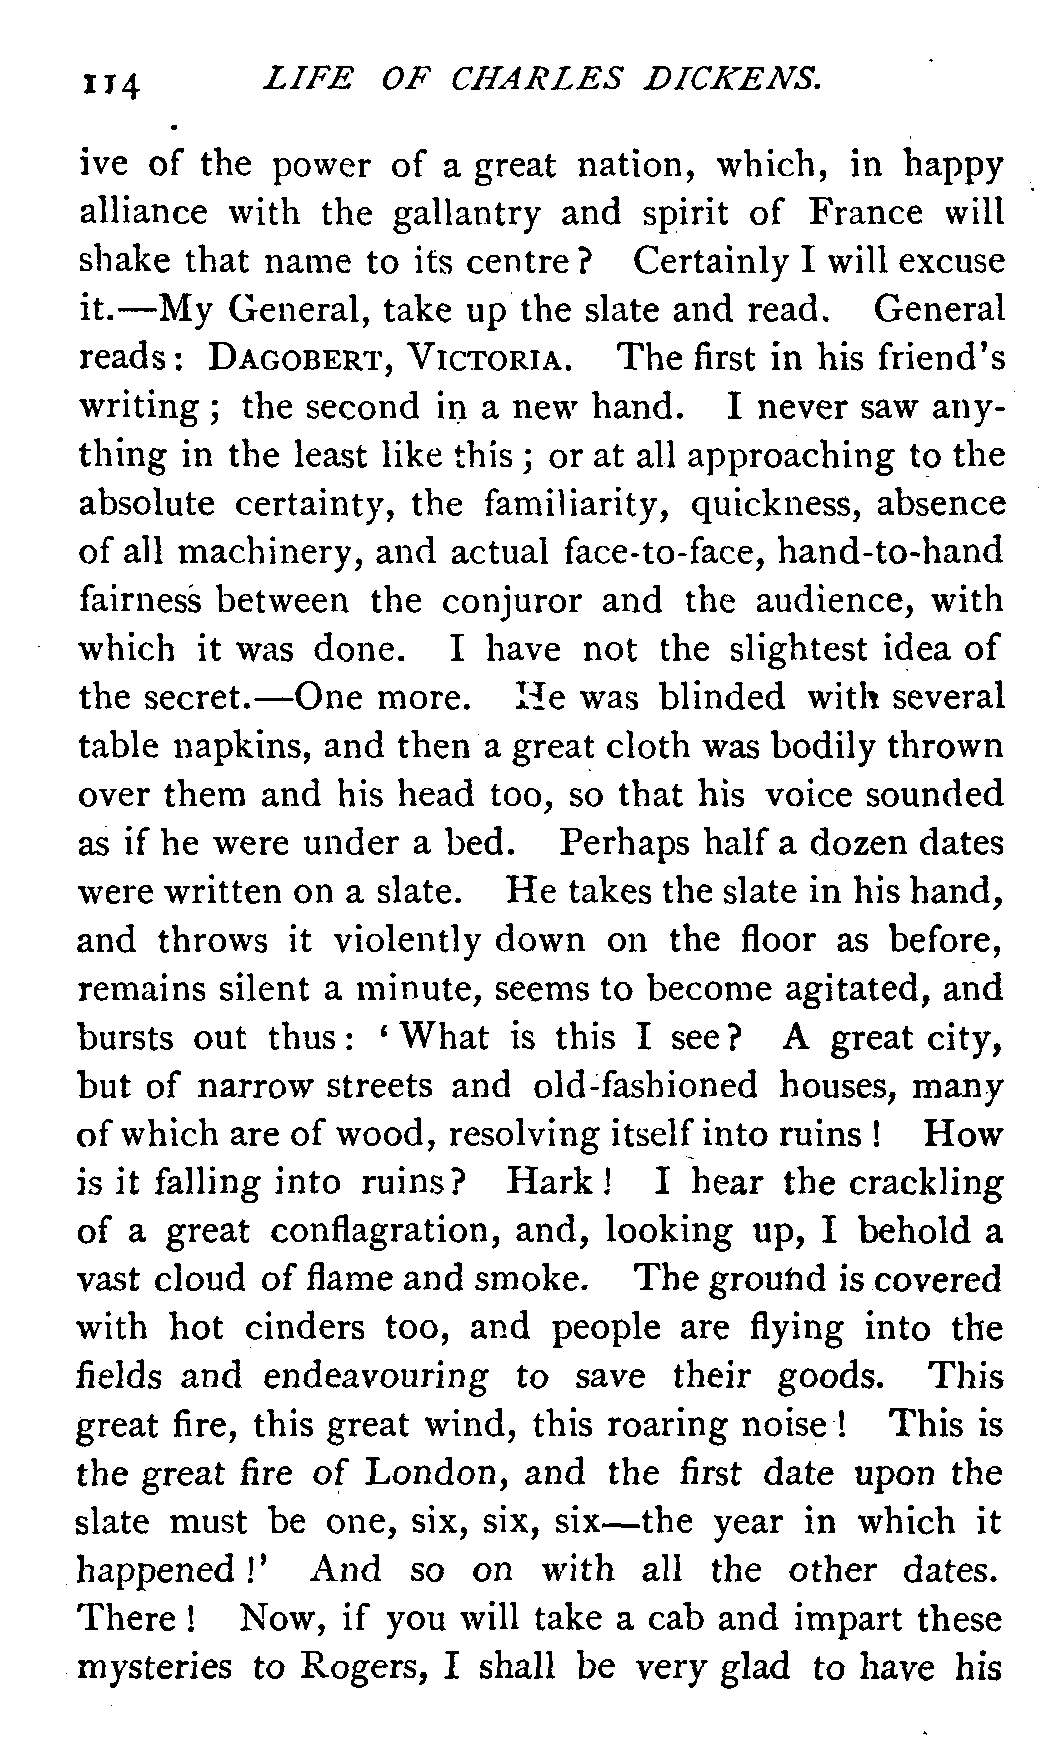 114 LIFE OF CHARLES DICKENS.
ive of the power of a great nation, which, in happy
alliance with the gallantry and spirit of France will
shake that name to its centre? Certainly I will excuse
it.—My General, take up the slate and read. General
reads: DAGOBERT, VICTORIA. The first in his friend's
writing; the second in a new hand. I never saw any-
thing in the least like this; or at all approaching to the
absolute certainty, the familiarity, quickness, absence
of all machinery, and actual face-to-face, hand-to-hand
fairness between the conjuror and the audience, with
which it was done. I have not the slightest idea of
the secret.—One more. He was blinded with several
table napkins, and then a great cloth was bodily thrown
over them and his head too, so that his voice sounded
as if he were under a bed. Perhaps half a dozen dates
were written on a slate. He takes the slate in his hand,
and throws it violently down on the floor as before,
remains silent a minute, seems to become agitated, and
bursts out thus: 'What is this I see? A great city,
but of narrow streets and old-fashioned houses, many
of which are of wood, resolving itself into ruins! How
is it falling into ruins? Hark! I hear the crackling
of a great conflagration, and, looking up, I behold a
vast cloud of flame and smoke. The ground is covered
with hot cinders too, and people are flying into the
fields and endeavouring to save their goods. This
great fire, this great wind, this roaring noise! This is
the great fire of London, and the first date upon the
slate must be one, six, six, six—the year in which it
happened!' And so on with all the other dates.
There! Now, if you will take a cab and impart these
mysteries to Rogers, I shall be very glad to have his